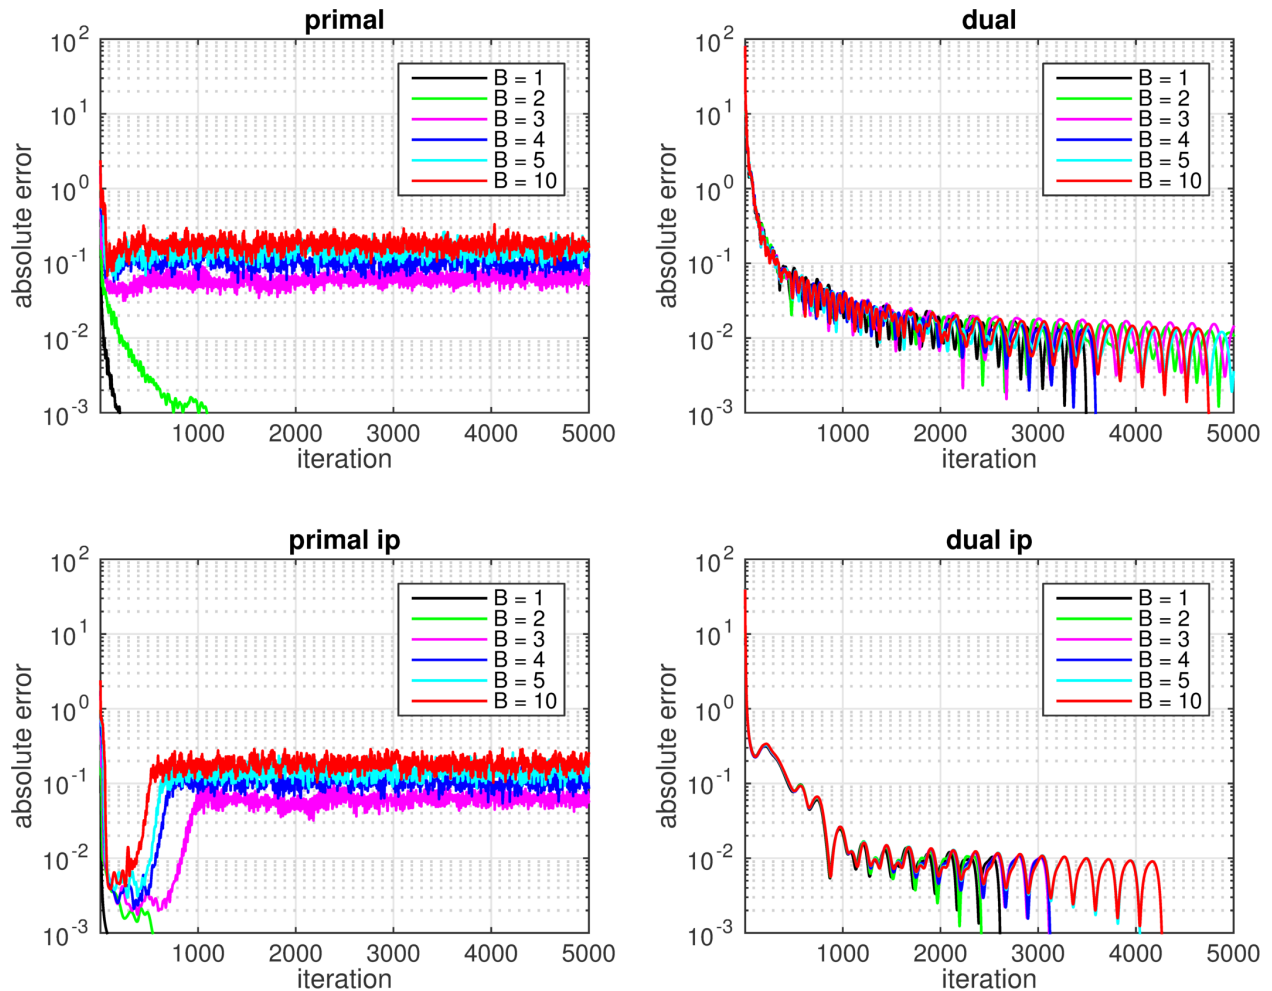 primal
10^2
10^1
10^0
10^-1
10^-2
10^-3
absolute error
B = 1
B = 2
B = 3
B = 4
B = 5
B = 10
1000 2000 3000 4000 5000
iteration
dual
10^2
10^1
10^0
10^-1
10^-2
10^-3
absolute error
B = 1
B = 2
B = 3
B = 4
B = 5
B = 10
1000 2000 3000 4000 5000
iteration
primal ip
10^2
10^1
10^0
10^-1
10^-2
10^-3
absolute error
B = 1
B = 2
B = 3
B = 4
B = 5
B = 10
1000 2000 3000 4000 5000
iteration
dual ip
10^2
10^1
10^0
10^-1
10^-2
10^-3
absolute error
B = 1
B = 2
B = 3
B = 4
B = 5
B = 10
1000 2000 3000 4000 5000
iteration